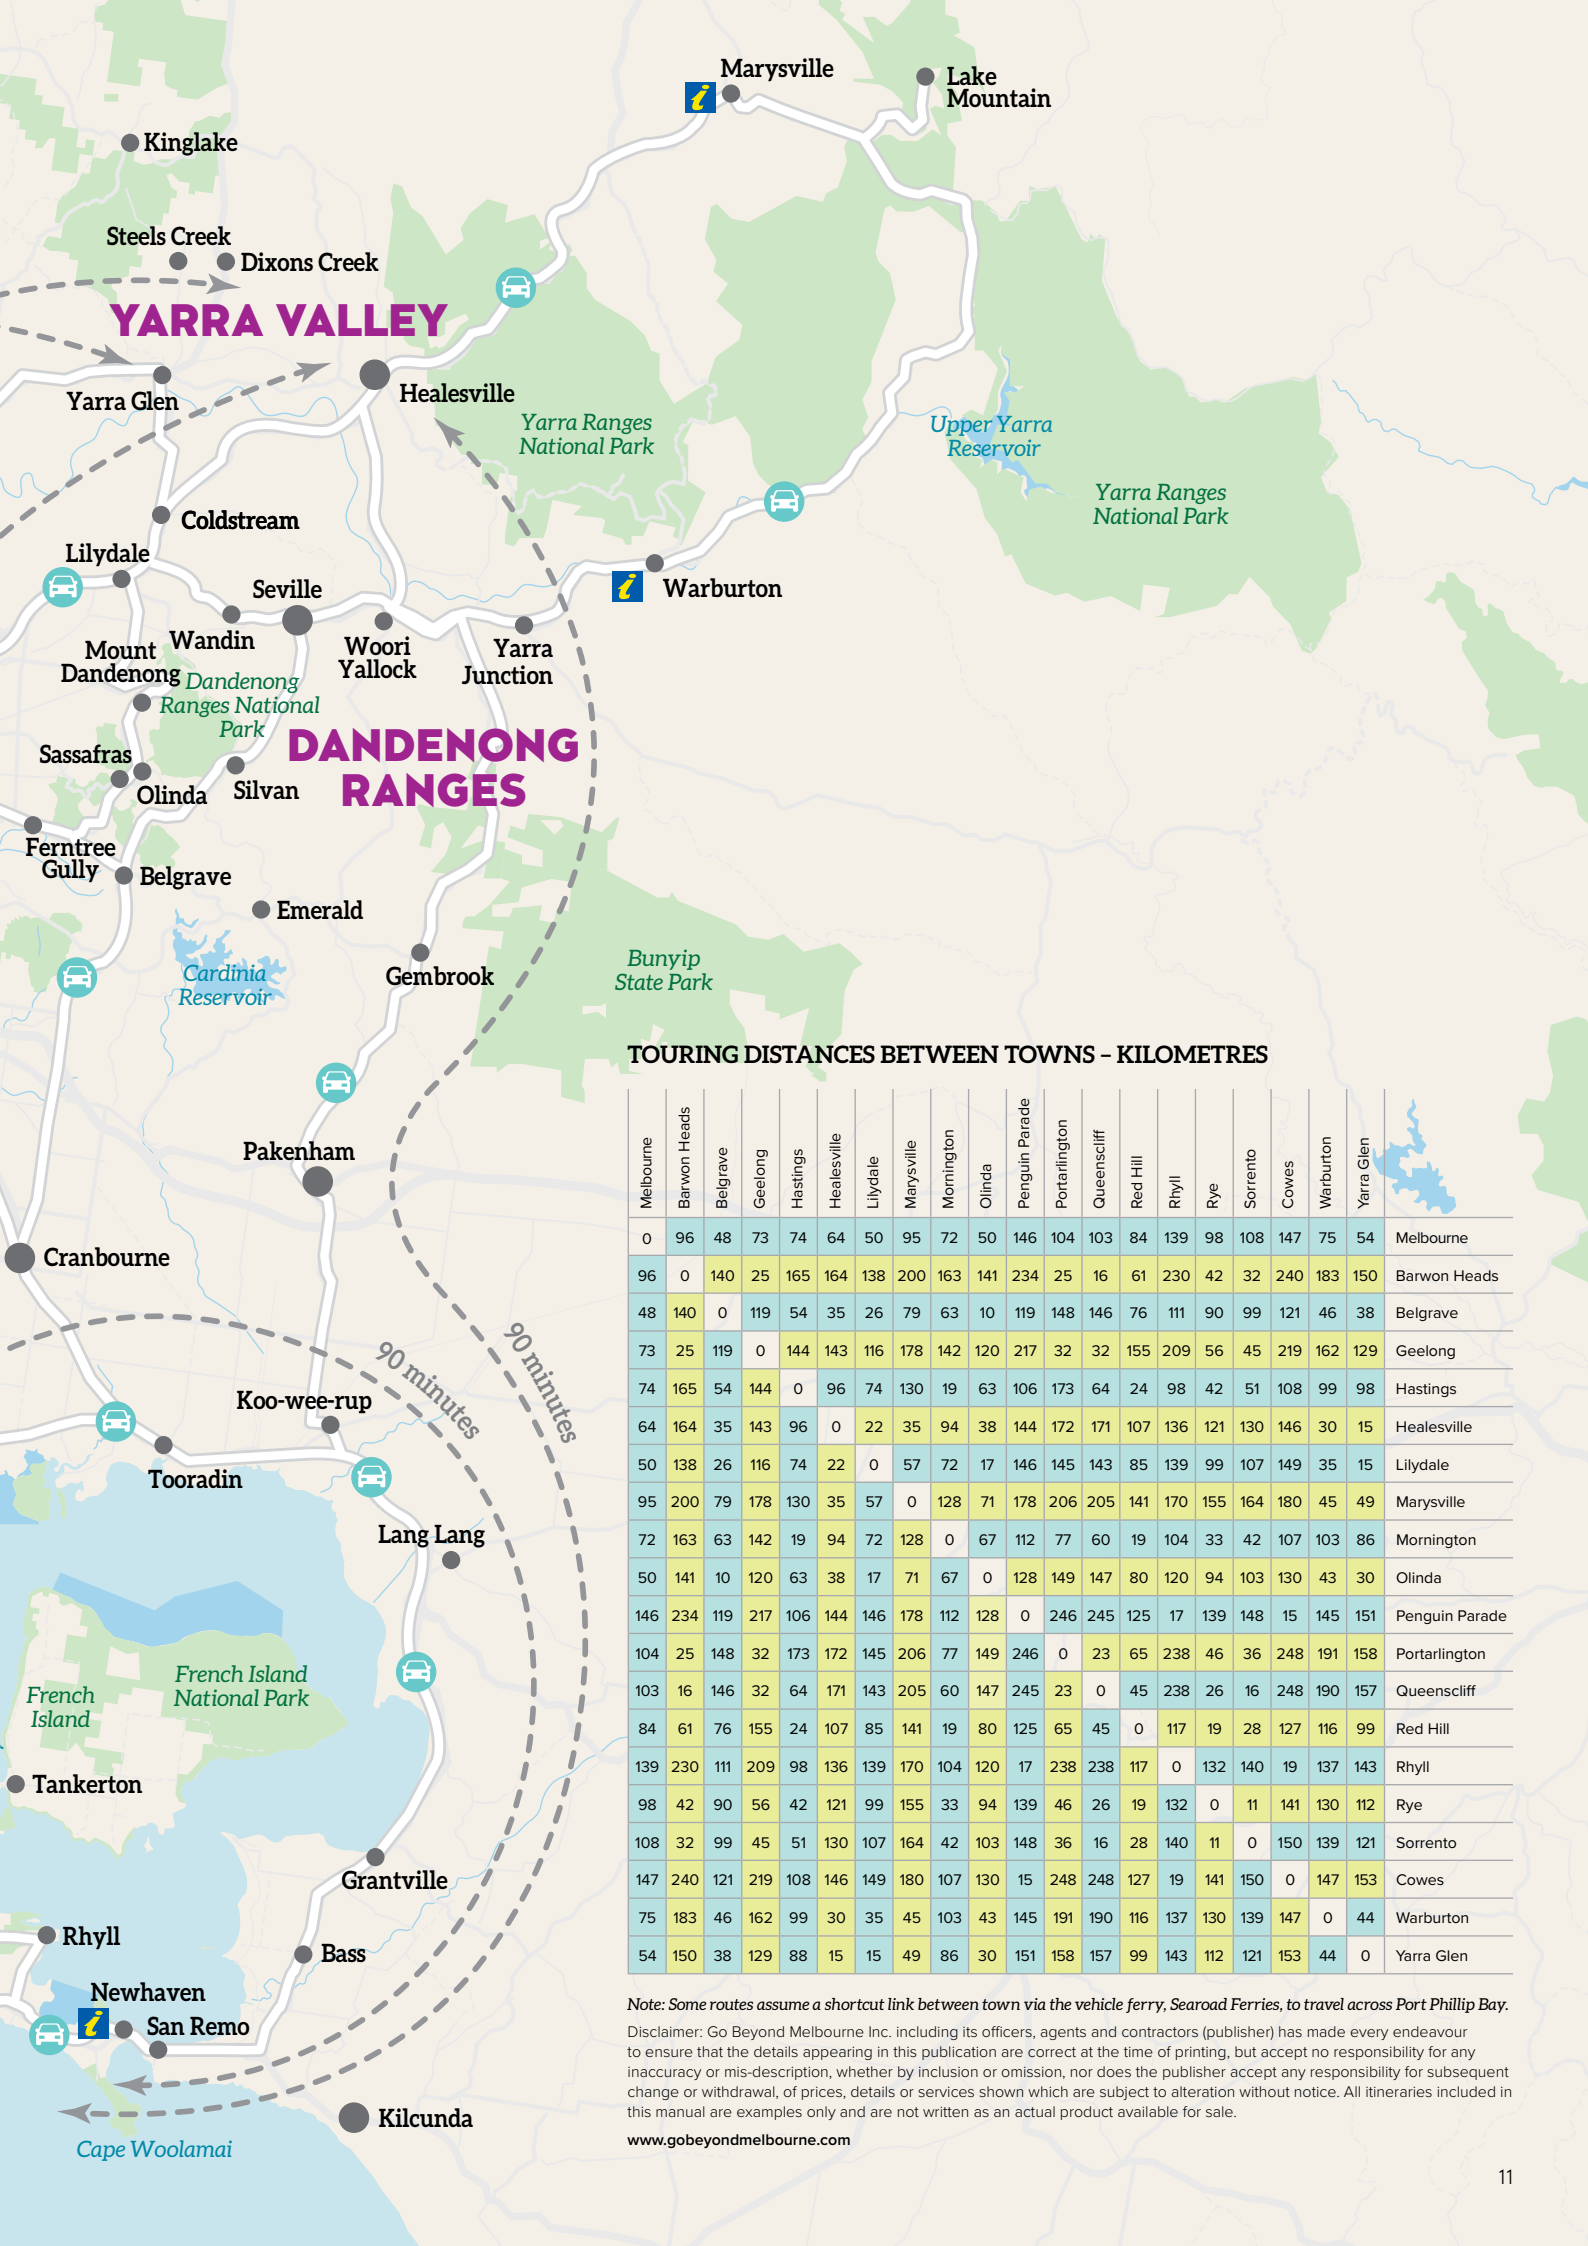 Marysville
Lake
Mountain
Kinglake
Steels Creek
Dixons Creek
YARRA VALLEY
Yarra Glen
Healesville
Yarra Ranges
National Park
Upper Yarra
Reservoir
Yarra Ranges
National Park
Coldstream
Lilydale
Seville
Warburton
Wandin
Mount
Dandenong
Woori
Yallock
Yarra
Junction
Dandenong
Ranges National
Park
DANDENONG
RANGES
Sassafras
Olinda
Silvan
Ferntree
Gully
Belgrave
Emerald
Cardinia
Reservoir
Gembrook
Bunyip
State Park
Pakenham
Cranbourne
90 minutes
90 minutes
Koo-wee-rup
Tooradin
Lang Lang
French Island
National Park
French
Island
Tankerton
Grantville
Rhyll
Bass
Newhaven
San Remo
Kilcunda
Cape Woolamai
TOURING DISTANCES BETWEEN TOWNS – KILOMETRES
Melbourne Barwon Heads Belgrave Geelong Hastings Healesville Lilydale Marysville Mornington Olinda Penguin Parade Portarlington Queenscliff Red Hill Rhyll Rye Sorrento Cowes Warburton Yarra Glen
0 96 48 73 74 64 50 95 72 50 146 104 103 84 139 98 108 147 75 54 Melbourne
96 0 140 25 165 164 138 200 163 141 234 25 16 61 230 42 32 240 183 150 Barwon Heads
48 140 0 119 54 35 26 79 63 10 119 148 146 76 111 90 99 121 46 38 Belgrave
73 25 119 0 144 143 116 178 142 120 217 32 32 155 209 56 45 219 162 129 Geelong
74 165 54 144 0 96 74 130 19 63 106 173 64 24 98 42 51 108 99 98 Hastings
64 164 35 143 96 0 22 35 94 38 144 172 171 107 136 121 130 146 30 15 Healesville
50 138 26 116 74 22 0 57 72 17 146 145 143 85 139 99 107 149 35 15 Lilydale
95 200 79 178 130 35 57 0 128 71 178 206 205 141 170 155 164 180 45 49 Marysville
72 163 63 142 19 94 72 128 0 67 112 77 60 19 104 33 42 107 103 86 Mornington
50 141 10 120 63 38 17 71 67 0 128 149 147 80 120 94 103 130 43 30 Olinda
146 234 119 217 106 144 146 178 112 128 0 246 245 125 17 139 148 15 145 151 Penguin Parade
104 25 148 32 173 172 145 206 77 149 246 0 23 65 238 46 36 248 191 158 Portarlington
103 16 146 32 64 171 143 205 60 147 245 23 0 45 238 26 16 248 190 157 Queenscliff
84 61 76 155 24 107 85 141 19 80 125 65 45 0 117 19 28 127 116 99 Red Hill
139 230 111 209 98 136 139 170 104 120 17 238 238 117 0 132 140 19 137 143 Rhyll
98 42 90 56 42 121 99 155 33 94 139 46 26 19 132 0 11 141 130 112 Rye
108 32 99 45 51 130 107 164 42 103 148 36 16 28 140 11 0 150 139 121 Sorrento
147 240 121 219 108 146 149 180 107 130 15 248 248 127 19 141 150 0 147 153 Cowes
75 183 46 162 99 30 35 45 103 43 145 191 190 116 137 130 139 147 0 44 Warburton
54 150 38 129 88 15 15 49 86 30 151 158 157 99 143 112 121 153 44 0 Yarra Glen
Note: Some routes assume a shortcut link between town via the vehicle ferry, Searoad Ferries, to travel across Port Phillip Bay.
Disclaimer: Go Beyond Melbourne Inc. including its officers, agents and contractors (publisher) has made every endeavour
to ensure that the details appearing in this publication are correct at the time of printing, but accept no responsibility for any
inaccuracy or mis-description, whether by inclusion or omission, nor does the publisher accept any responsibility for subsequent
change or withdrawal, of prices, details or services shown which are subject to alteration without notice. All itineraries included in
this manual are examples only and are not written as an actual product available for sale.
www.gobeyondmelbourne.com
11